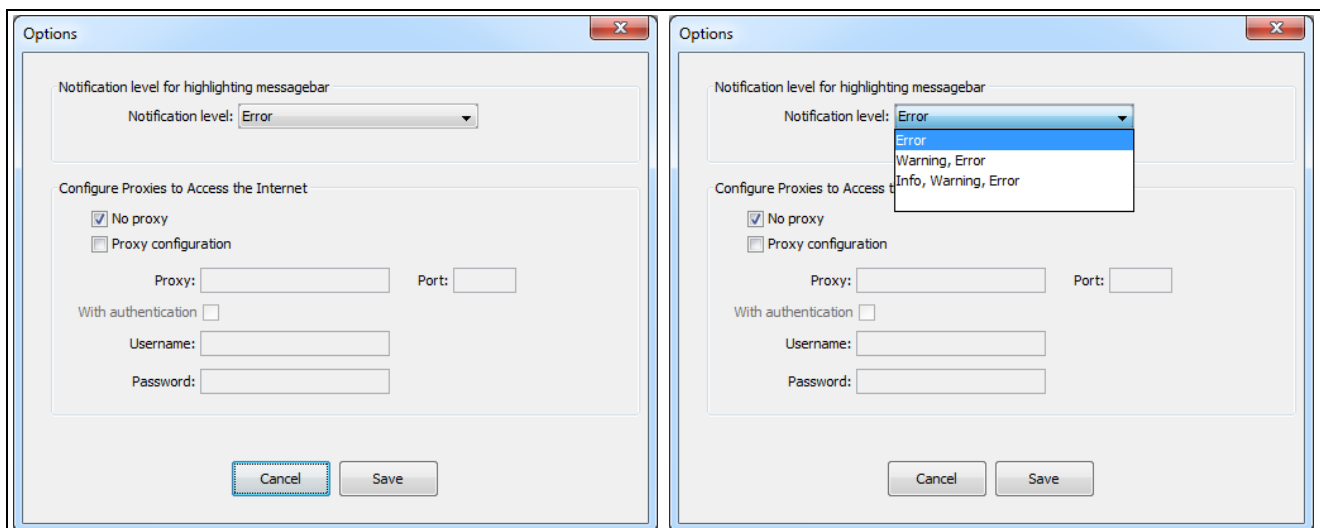 Options
Notification level for highlighting messagebar
Notification level: Error
Configure Proxies to Access the Internet
No proxy
Proxy configuration
Proxy: Port:
With authentication
Username:
Password:
Cancel Save
Options
Notification level for highlighting messagebar
Notification level: Error
Error
Warning, Error
Info, Warning, Error
Configure Proxies to Access t
No proxy
Proxy configuration
Proxy: Port:
With authentication
Username:
Password:
Cancel Save